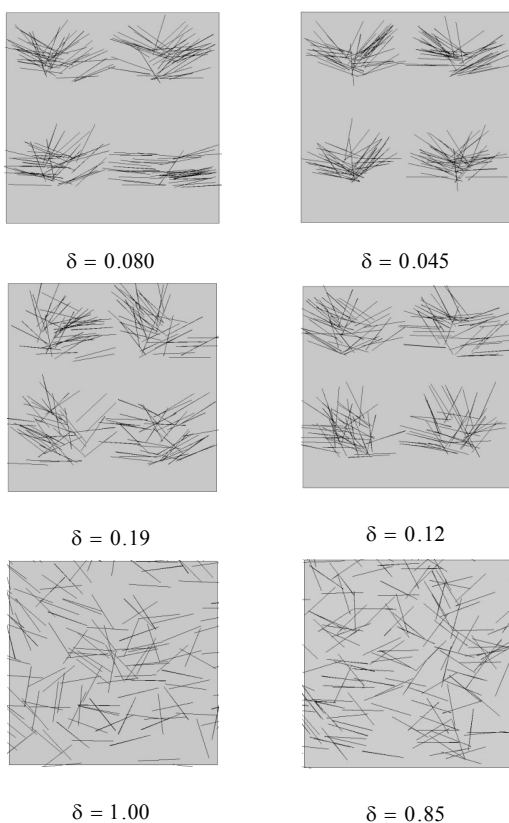 δ = 0.080
δ = 0.045
δ = 0.19
δ = 0.12
δ = 1.00
δ = 0.85